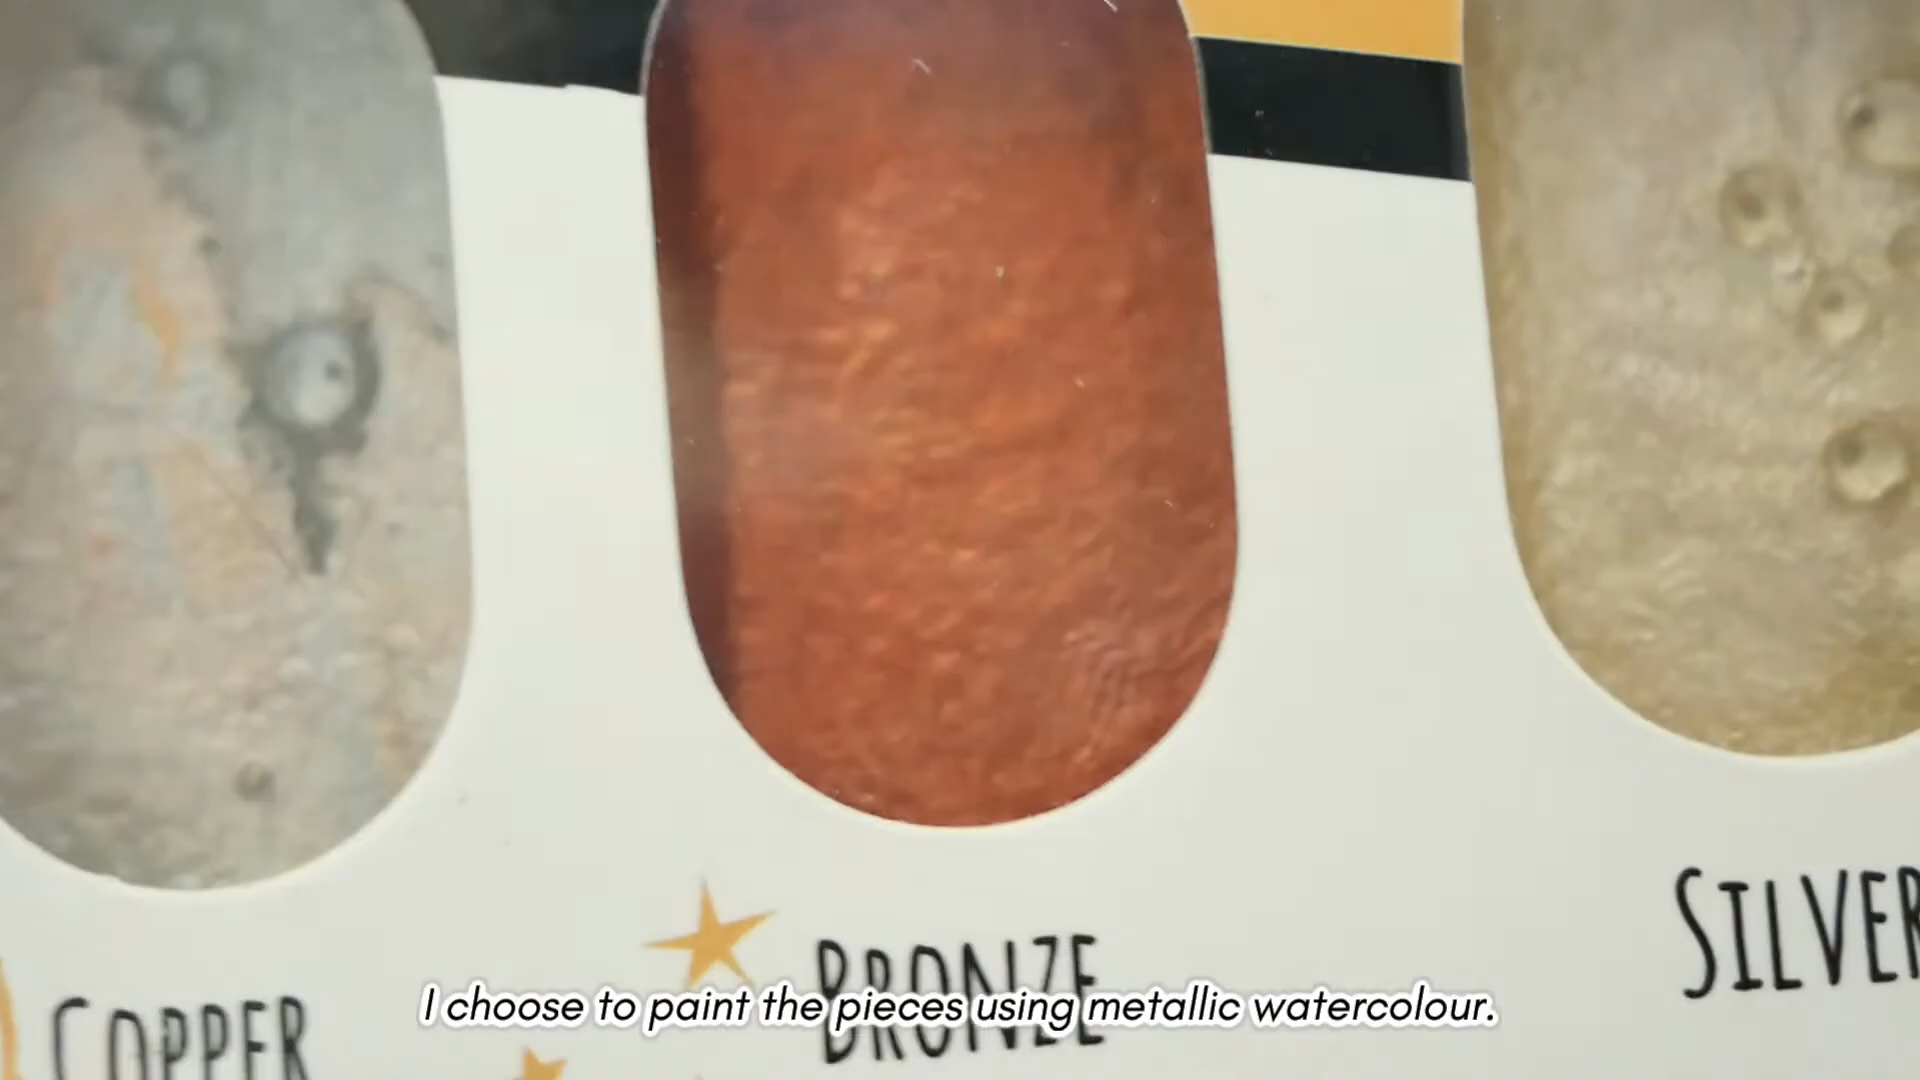 SILVER
BRONZE
COPPER
I choose to paint the pieces using metallic watercolour.